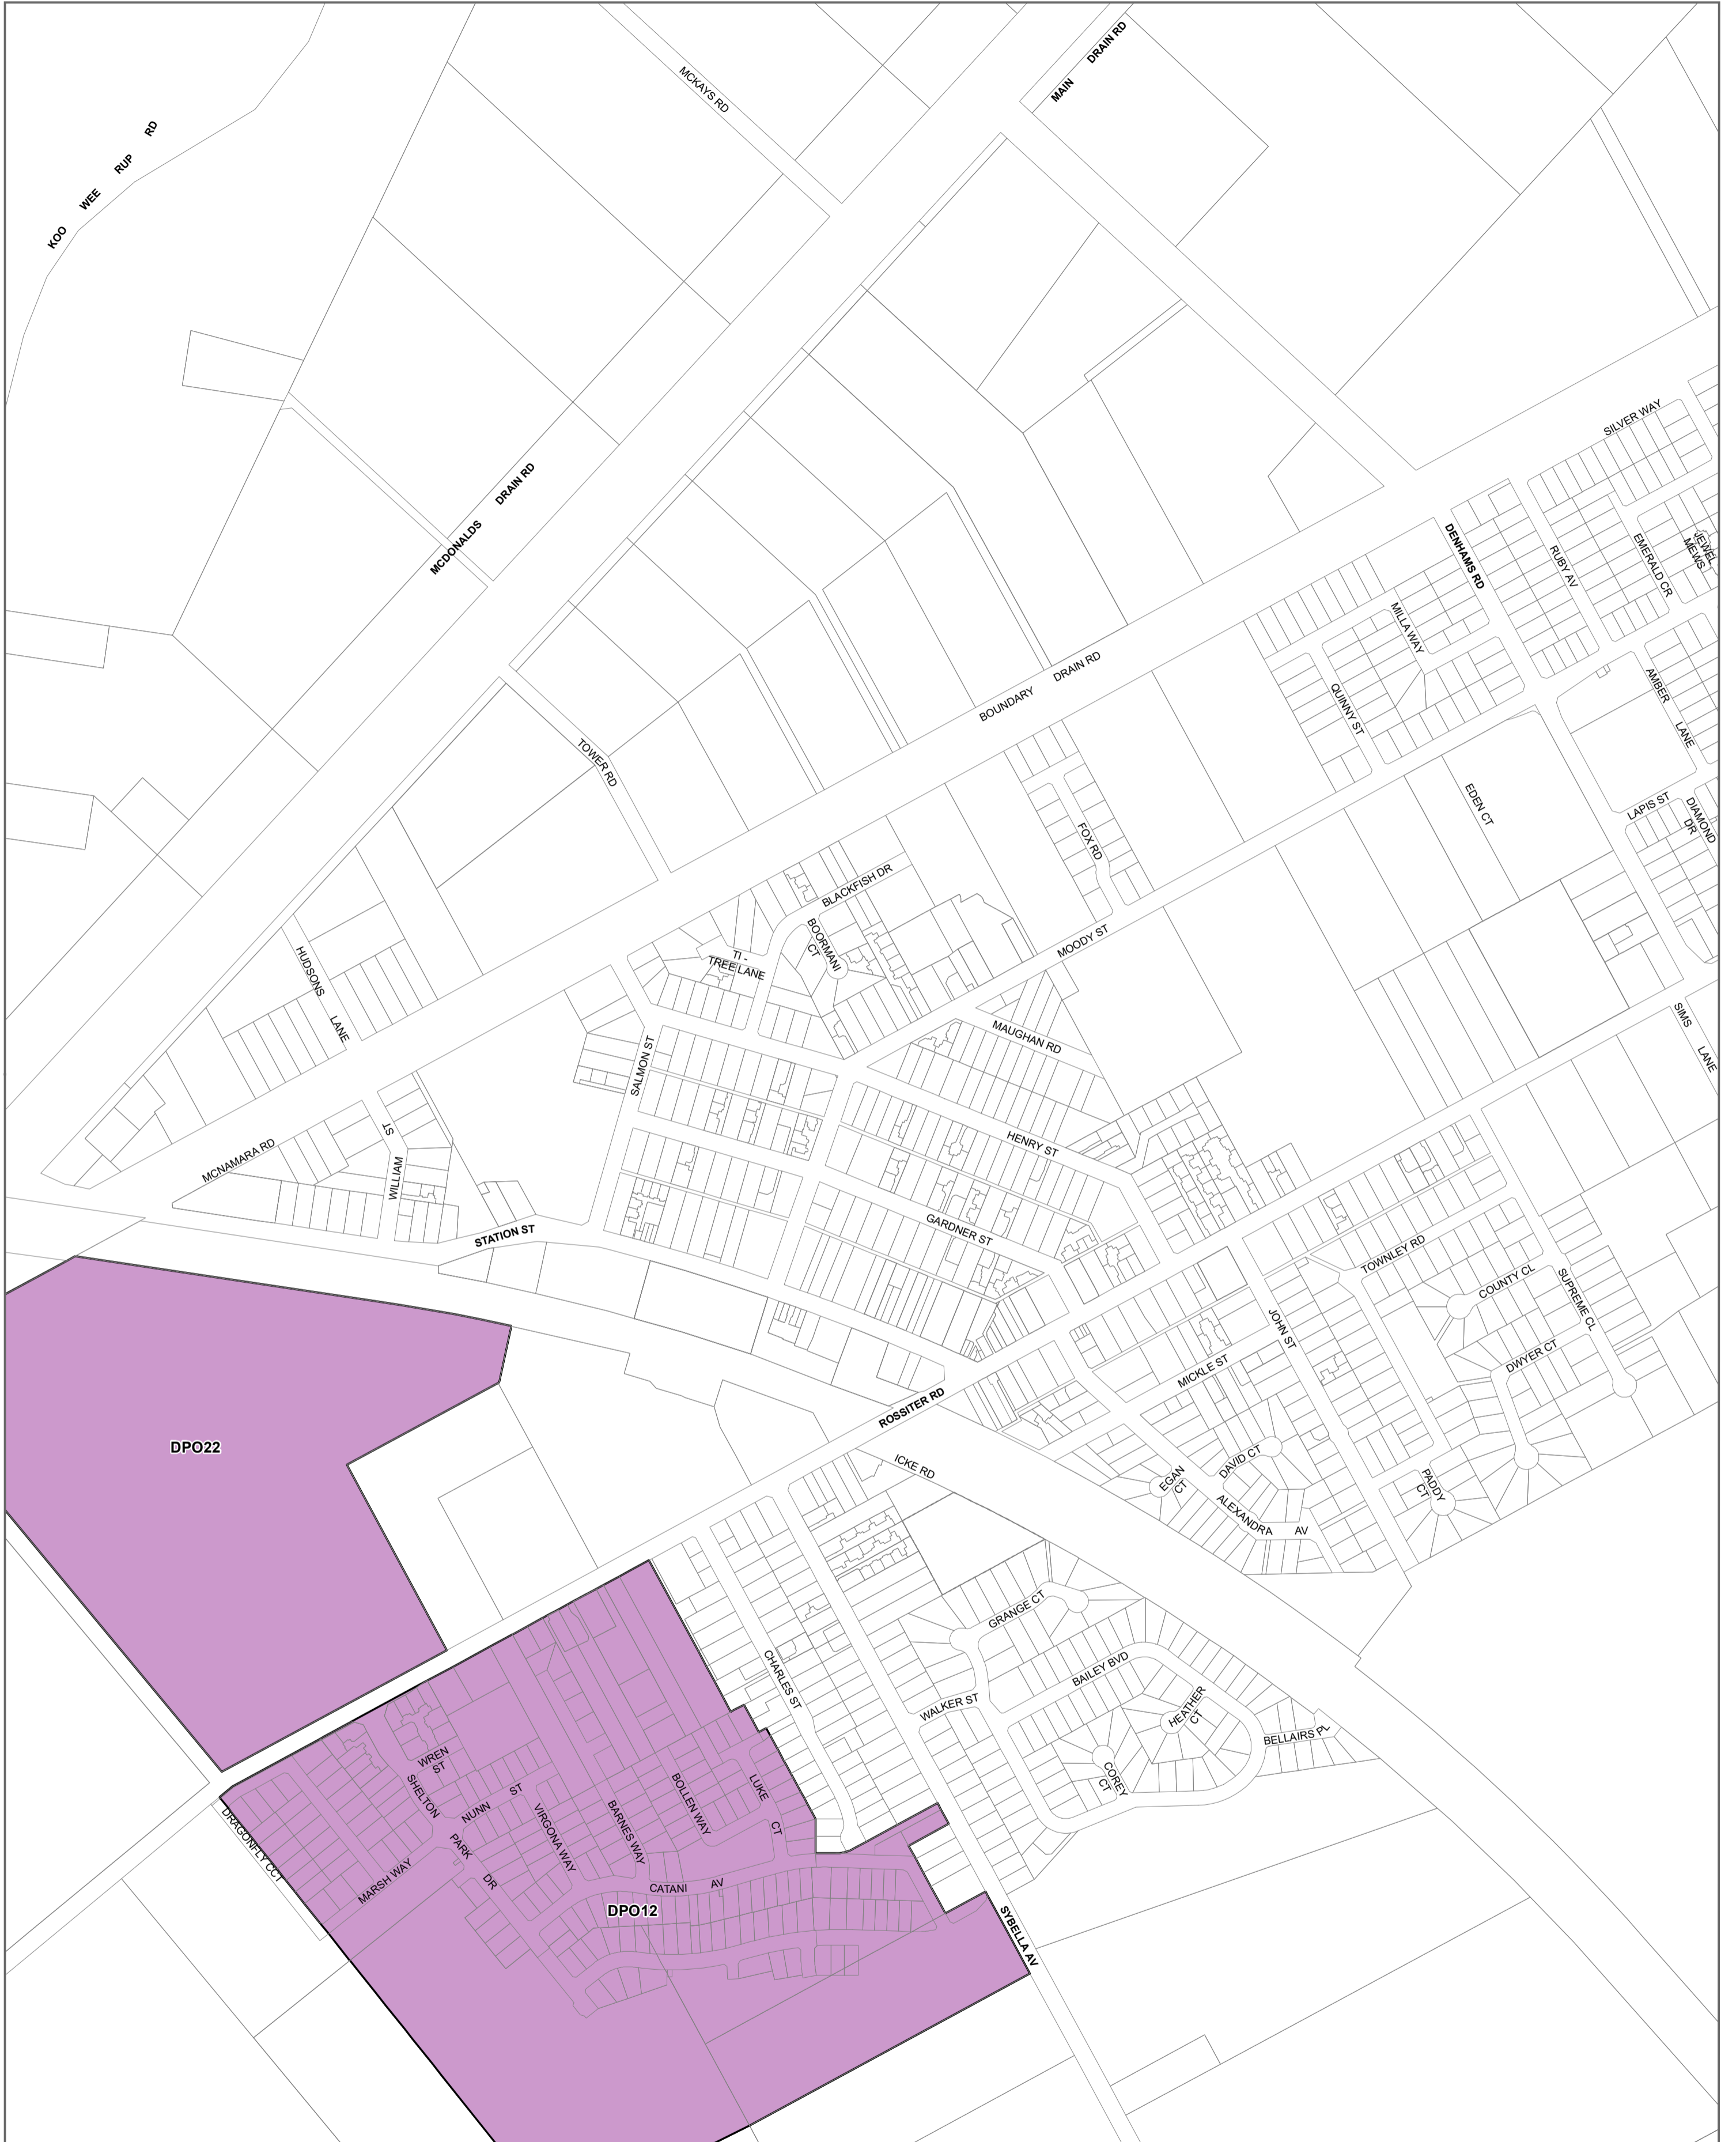 MAIN DRAIN RD
MCKAYS RD
KOO WEE RUP RD
SILVER WAY
MCDONALDS DRAIN RD
DENHAMS RD
RUBY AV
EMERALD CR
JEWEL
MEWS
MILLA WAY
BOUNDARY DRAIN RD
QUINNY ST
AMBER LANE
TOWER RD
EDEN CT
LAPIS ST
DIAMOND
DR
FOX RD
BLACKFISH DR
BOORMANI
CT
MOODY ST
TI -
TREE LANE
HUDSONS LANE
SIMS LANE
MAUGHAN RD
SALMON ST
WILLIAM ST
MCNAMARA RD
HENRY ST
STATION ST
GARDNER ST
TOWNLEY RD
COUNTY CL
SUPREME CL
JOHN ST
DWYER CT
MICKLE ST
ROSSITER RD
DPO22
ICKE RD
DAVID CT
EGAN
CT
PADDY
CT
ALEXANDRA AV
GRANGE CT
CHARLES ST
BAILEY BVD
WALKER ST
HEATHER
CT
BELLAIRS PL
COREY
CT
WREN
ST
SHELTON PARK DR
NUNN ST
VIRGONA WAY
BARNES WAY
BOLLEN WAY
LUKE CT
DRAGONFLY CCT
MARSH WAY
CATANI AV
DPO12
SYBELLA AV